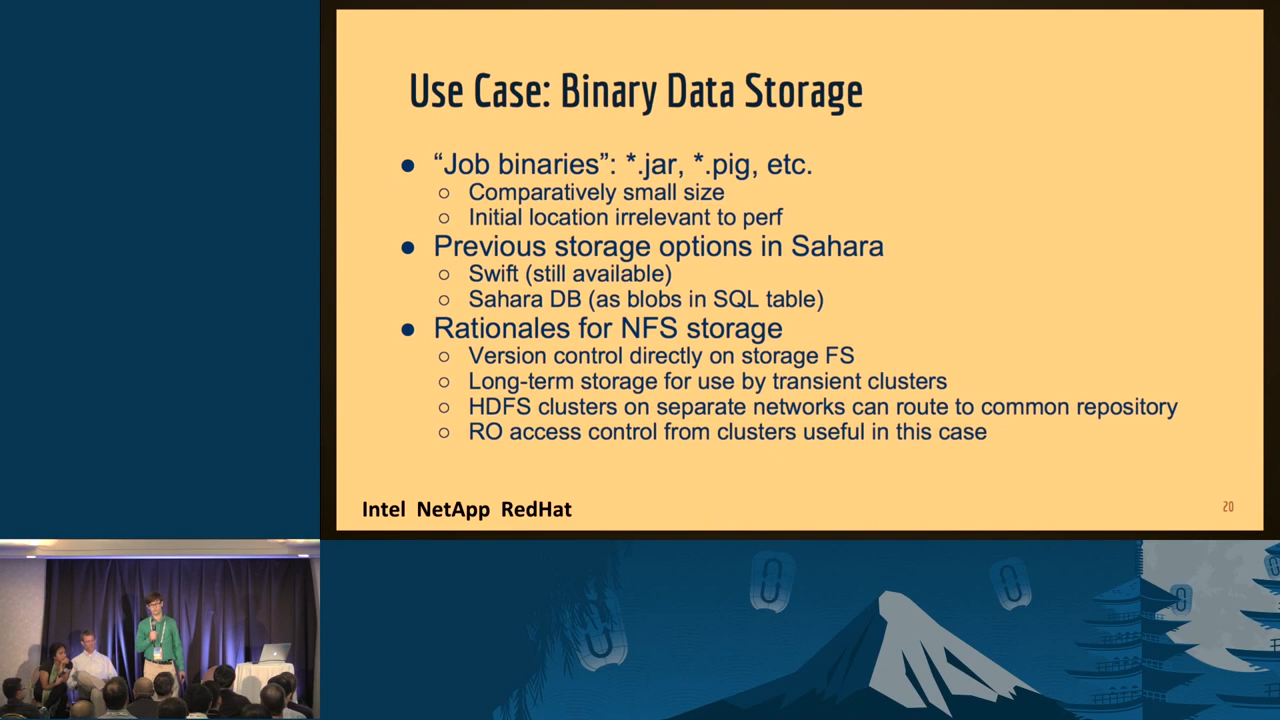 Use Case: Binary Data Storage
● “Job binaries”: *.jar, *.pig, etc.
○ Comparatively small size
○ Initial location irrelevant to perf
● Previous storage options in Sahara
○ Swift (still available)
○ Sahara DB (as blobs in SQL table)
● Rationales for NFS storage
○ Version control directly on storage FS
○ Long-term storage for use by transient clusters
○ HDFS clusters on separate networks can route to common repository
○ RO access control from clusters useful in this case
Intel NetApp RedHat
20